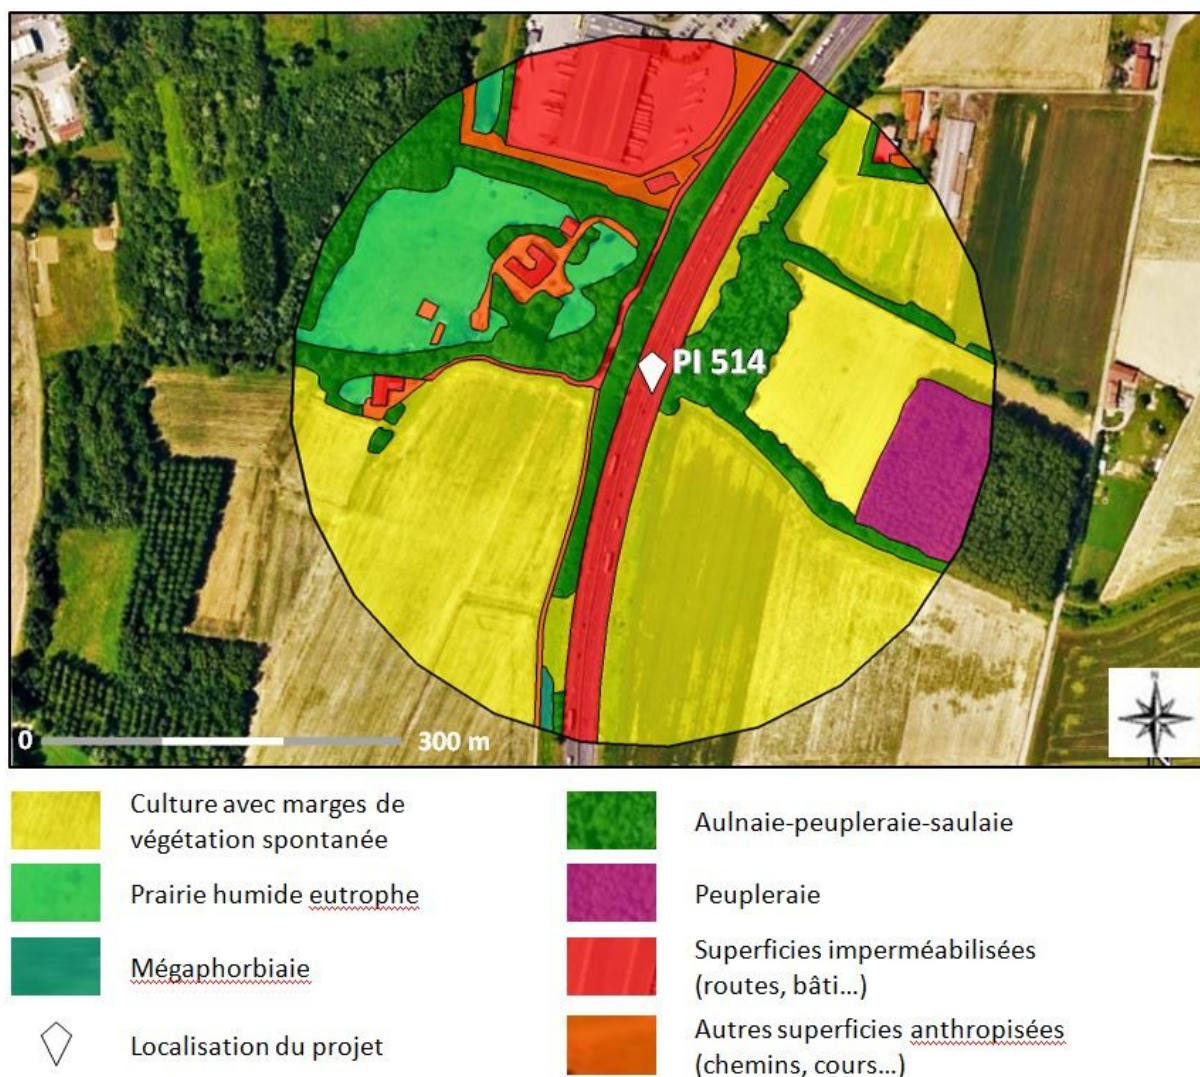 PI 514
0
300 m
N
Culture avec marges de
végétation spontanée
Prairie humide eutrophe
Mégaphorbiaie
Localisation du projet
Aulnaie-peupleraie-saulaie
Peupleraie
Superficies imperméabilisées
(routes, bâti...)
Autres superficies anthropisées
(chemins, cours...)